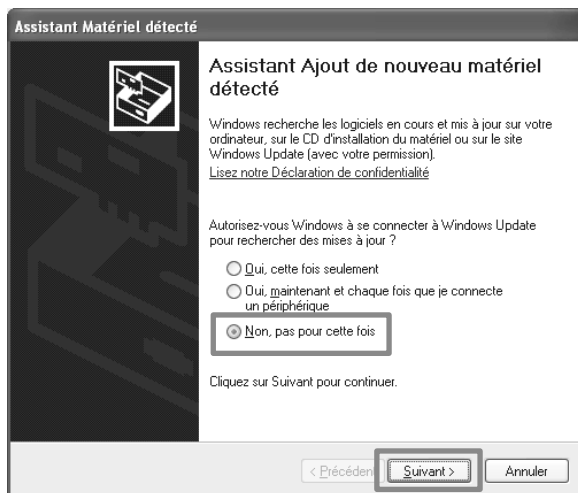 Assistant Matériel détecté
Assistant Ajout de nouveau matériel
détecté
Windows recherche les logiciels en cours et mis à jour sur votre
ordinateur, sur le CD d'installation du matériel ou sur le site
Windows Update (avec votre permission).
Lisez notre Déclaration de confidentialité
Autorisez-vous Windows à se connecter à Windows Update
pour rechercher des mises à jour ?
Oui, cette fois seulement
Oui, maintenant et chaque fois que je connecte
un périphérique
Non, pas pour cette fois
Cliquez sur Suivant pour continuer.
< Précéden
Suivant >
Annuler